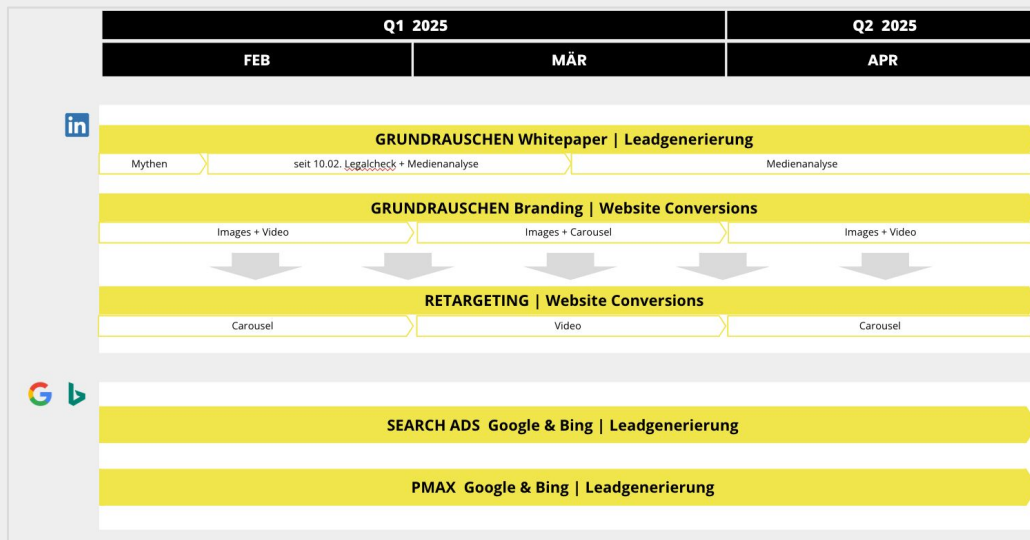 Q1 2025
Q2 2025
FEB
MÄR
APR
in
GRUNDRAUSCHEN Whitepaper | Leadgenerierung
Mythen
seit 10.02. Legalcheck + Medienanalyse
Medienanalyse
GRUNDRAUSCHEN Branding | Website Conversions
Images + Video
Images + Carousel
Images + Video
RETARGETING | Website Conversions
Carousel
Video
Carousel
SEARCH ADS Google & Bing | Leadgenerierung
PMAX Google & Bing | Leadgenerierung